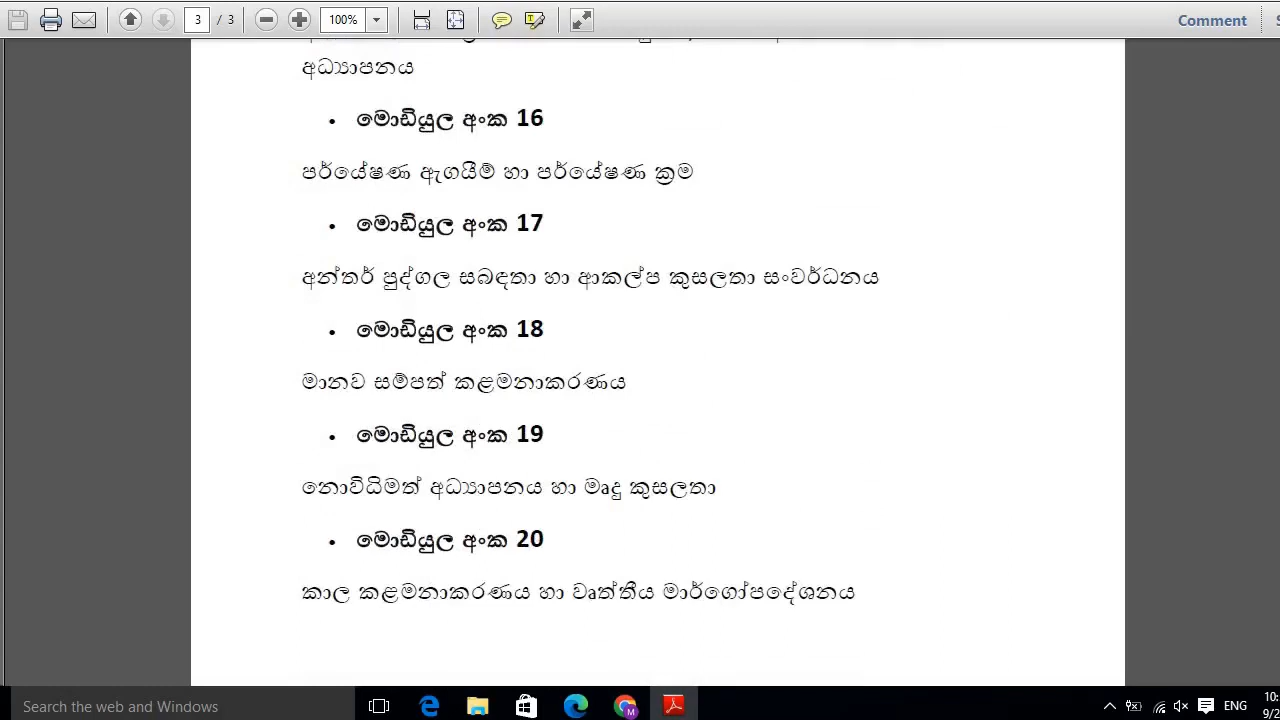 3 / 3 100% Comment
අධ්‍යාපනය
• මොඩියුල අංක 16
පර්යේෂණ ඇගයීම් හා පර්යේෂණ ක්‍රම
• මොඩියුල අංක 17
අන්තර් පුද්ගල සබඳතා හා ආකල්ප කුසලතා සංවර්ධනය
• මොඩියුල අංක 18
මානව සම්පත් කළමනාකරණය
• මොඩියුල අංක 19
නොවිධිමත් අධ්‍යාපනය හා මෘදු කුසලතා
• මොඩියුල අංක 20
කාල කළමනාකරණය හා වෘත්තීය මාර්ගෝපදේශනය
Search the web and Windows ENG